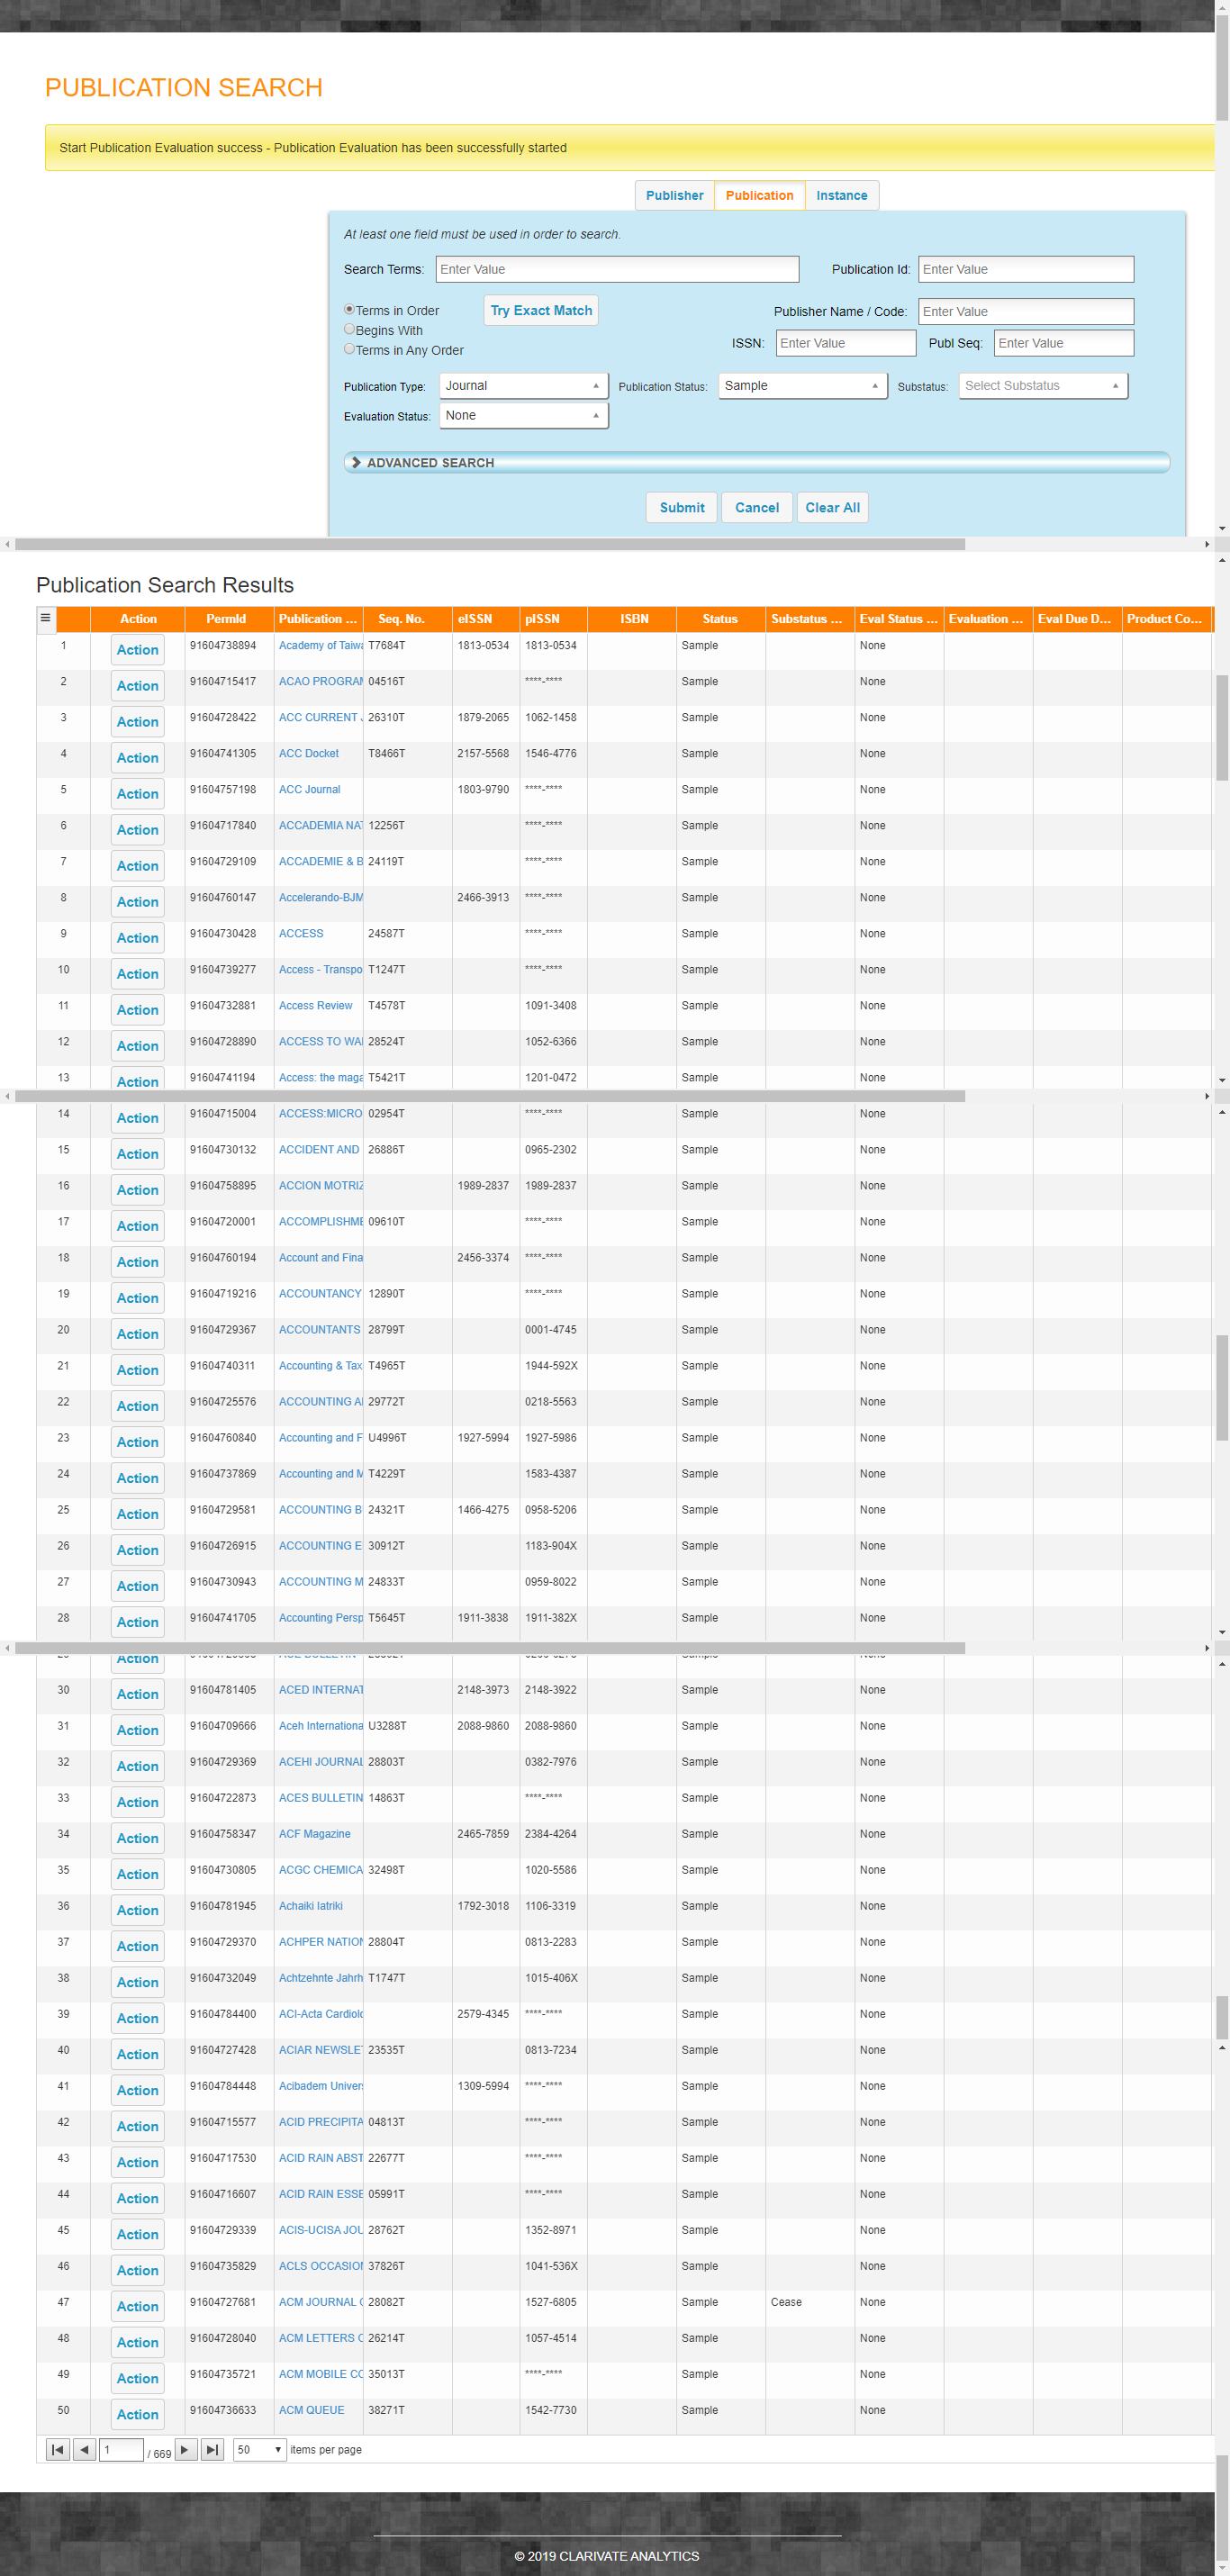 PUBLICATION SEARCH
Start Publication Evaluation success - Publication Evaluation has been successfully started
Publisher Publication Instance
At least one field must be used in order to search.
Search Terms: Enter Value Publication Id: Enter Value
Terms in Order Try Exact Match Publisher Name / Code: Enter Value
Begins With
Terms in Any Order ISSN: Enter Value Publ Seq: Enter Value
Publication Type: Journal Publication Status: Sample Substatus: Select Substatus
Evaluation Status: None
ADVANCED SEARCH
Submit Cancel Clear All
Publication Search Results
Action PermId Publication ... Seq. No. eISSN pISSN ISBN Status Substatus ... Eval Status ... Evaluation ... Eval Due D... Product Co...
1 Action 91604738894 Academy of Taiwa T7684T 1813-0534 1813-0534 Sample None
2 Action 91604715417 ACAO PROGRAM 04516T ****-**** Sample None
3 Action 91604728422 ACC CURRENT J 26310T 1879-2065 1062-1458 Sample None
4 Action 91604741305 ACC Docket T8466T 2157-5568 1546-4776 Sample None
5 Action 91604757198 ACC Journal 1803-9790 ****-**** Sample None
6 Action 91604717840 ACCADEMIA NAT 12256T ****-**** Sample None
7 Action 91604729109 ACCADEMIE & B 24119T ****-**** Sample None
8 Action 91604760147 Accelerando-BJM 2466-3913 ****-**** Sample None
9 Action 91604730428 ACCESS 24587T ****-**** Sample None
10 Action 91604739277 Access - Transpo T1247T ****-**** Sample None
11 Action 91604732881 Access Review T4578T 1091-3408 Sample None
12 Action 91604728890 ACCESS TO WA 28524T 1052-6366 Sample None
13 Action 91604741194 Access: the maga T5421T 1201-0472 Sample None
14 Action 91604715004 ACCESS:MICRO 02954T ****-**** Sample None
15 Action 91604730132 ACCIDENT AND 26886T 0965-2302 Sample None
16 Action 91604758895 ACCION MOTRIZ 1989-2837 1989-2837 Sample None
17 Action 91604720001 ACCOMPLISHME 09610T ****-**** Sample None
18 Action 91604760194 Account and Fina 2456-3374 ****-**** Sample None
19 Action 91604719216 ACCOUNTANCY 12890T ****-**** Sample None
20 Action 91604729367 ACCOUNTANTS 28799T 0001-4745 Sample None
21 Action 91604740311 Accounting & Tax T4965T 1944-592X Sample None
22 Action 91604725576 ACCOUNTING A 29772T 0218-5563 Sample None
23 Action 91604760840 Accounting and F U4996T 1927-5994 1927-5986 Sample None
24 Action 91604737869 Accounting and M T4229T 1583-4387 Sample None
25 Action 91604729581 ACCOUNTING B 24321T 1466-4275 0958-5206 Sample None
26 Action 91604726915 ACCOUNTING E 30912T 1183-904X Sample None
27 Action 91604730943 ACCOUNTING M 24833T 0959-8022 Sample None
28 Action 91604741705 Accounting Persp T5645T 1911-3838 1911-382X Sample None
Action
30 Action 91604781405 ACED INTERNAT 2148-3973 2148-3922 Sample None
31 Action 91604709666 Aceh Internationa U3288T 2088-9860 2088-9860 Sample None
32 Action 91604729369 ACEHI JOURNAL 28803T 0382-7976 Sample None
33 Action 91604722873 ACES BULLETIN 14863T ****-**** Sample None
34 Action 91604758347 ACF Magazine 2465-7859 2384-4264 Sample None
35 Action 91604730805 ACGC CHEMICA 32498T 1020-5586 Sample None
36 Action 91604781945 Achaiki Iatriki 1792-3018 1106-3319 Sample None
37 Action 91604729370 ACHPER NATION 28804T 0813-2283 Sample None
38 Action 91604732049 Achtzehnte Jahrh T1747T 1015-406X Sample None
39 Action 91604784400 ACI-Acta Cardiolo 2579-4345 ****-**** Sample None
40 Action 91604727428 ACIAR NEWSLET 23535T 0813-7234 Sample None
41 Action 91604784448 Acibadem Univers 1309-5994 ****-**** Sample None
42 Action 91604715577 ACID PRECIPITA 04813T ****-**** Sample None
43 Action 91604717530 ACID RAIN ABST 22677T ****-**** Sample None
44 Action 91604716607 ACID RAIN ESSE 05991T ****-**** Sample None
45 Action 91604729339 ACIS-UCISA JOU 28762T 1352-8971 Sample None
46 Action 91604735829 ACLS OCCASION 37826T 1041-536X Sample None
47 Action 91604727681 ACM JOURNAL O 28082T 1527-6805 Sample Cease None
48 Action 91604728040 ACM LETTERS O 26214T 1057-4514 Sample None
49 Action 91604735721 ACM MOBILE CO 35013T ****-**** Sample None
50 Action 91604736633 ACM QUEUE 38271T 1542-7730 Sample None
1 / 669 50 items per page
© 2019 CLARIVATE ANALYTICS